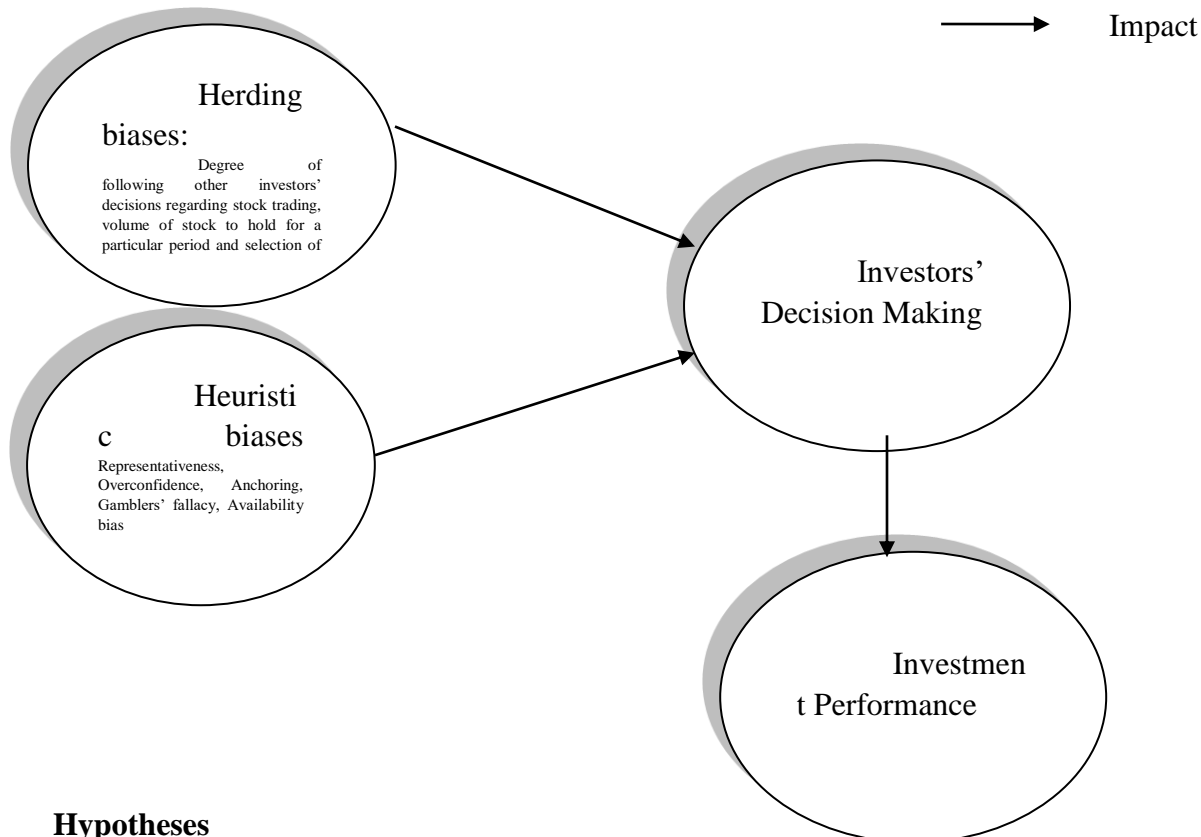 Impact
Herding
biases:
Degree of
following other investors’
decisions regarding stock trading,
volume of stock to hold for a
particular period and selection of
Investors’
Decision Making
Heuristi
c biases
Representativeness,
Overconfidence, Anchoring,
Gamblers’ fallacy, Availability
bias
Investmen
t Performance
Hypotheses